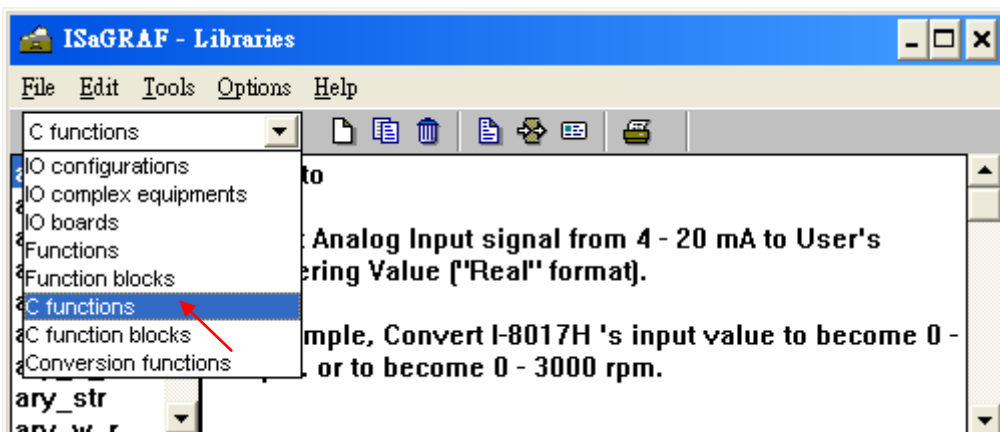 ISaGRAF - Libraries
File Edit Tools Options Help
C functions
IO configurations
IO complex equipments
IO boards
Functions
Function blocks
C functions
C function blocks
Conversion functions
ary_str
ary_w_r
to
: Analog Input signal from 4 - 20 mA to User's
ering Value ("Real" format).
mple, Convert I-8017H 's input value to become 0 -
. or to become 0 - 3000 rpm.